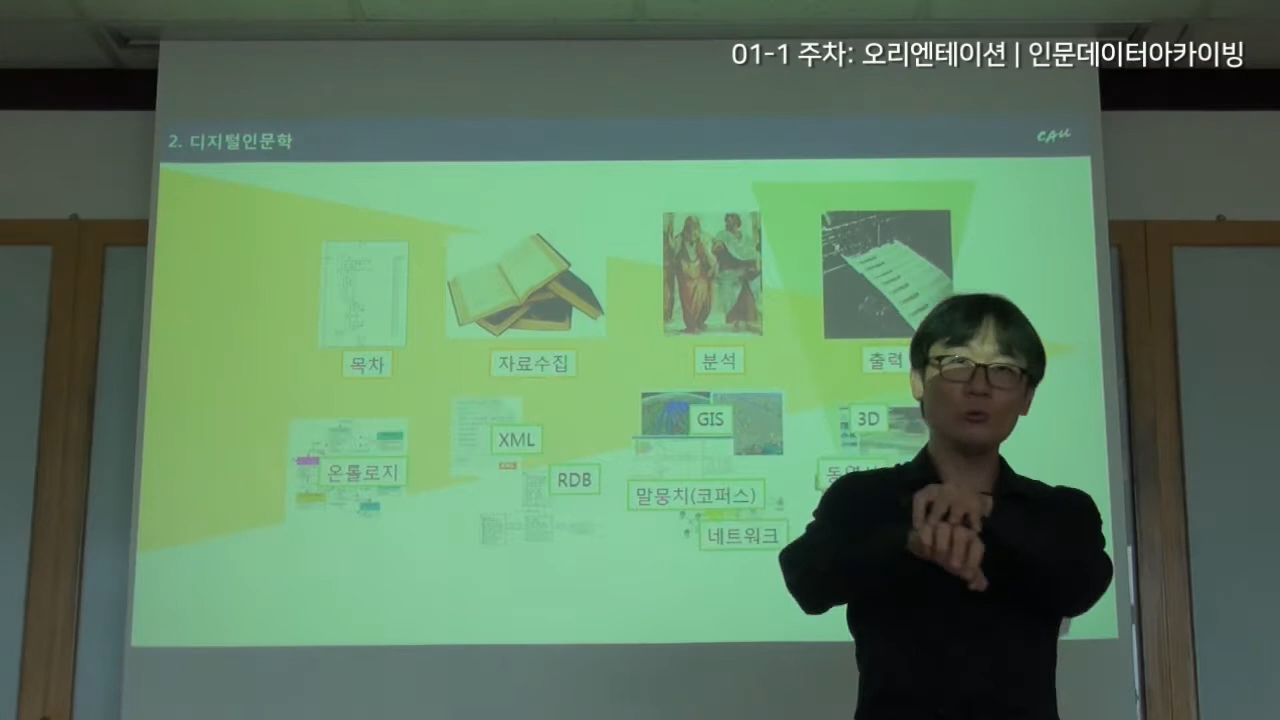 01-1 주차: 오리엔테이션 | 인문데이터아카이빙
2. 디지털인문학
CAU
목차
자료수집
분석
출력
온톨로지
XML
RDB
GIS
말뭉치(코퍼스)
네트워크
3D